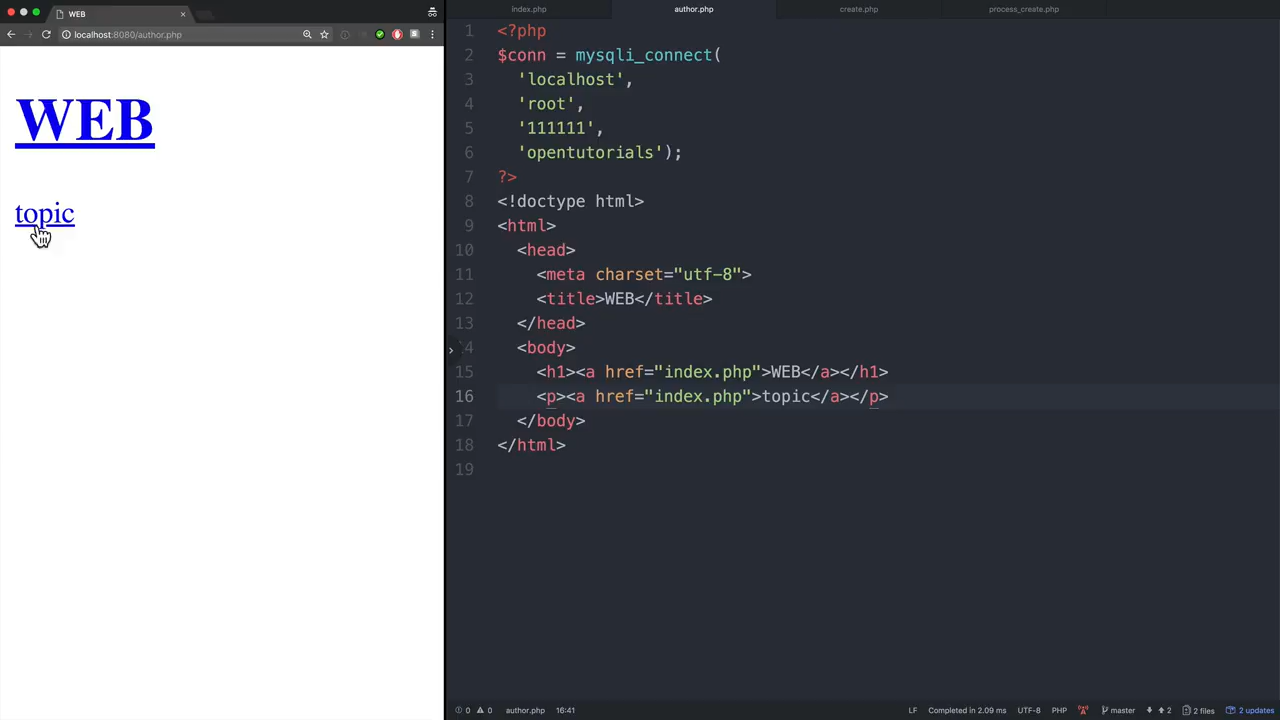 WEB
localhost:8080/author.php
WEB
topic
index.php
author.php
create.php
process_create.php
1 <?php
2 $conn = mysqli_connect(
3 'localhost',
4 'root',
5 '111111',
6 'opentutorials');
7 ?>
8 <!doctype html>
9 <html>
10 <head>
11 <meta charset="utf-8">
12 <title>WEB</title>
13 </head>
14 <body>
15 <h1><a href="index.php">WEB</a></h1>
16 <p><a href="index.php">topic</a></p>
17 </body>
18 </html>
19
0 0 author.php 16:41 LF Completed in 2.09 ms UTF-8 PHP master 2 2 files 2 updates